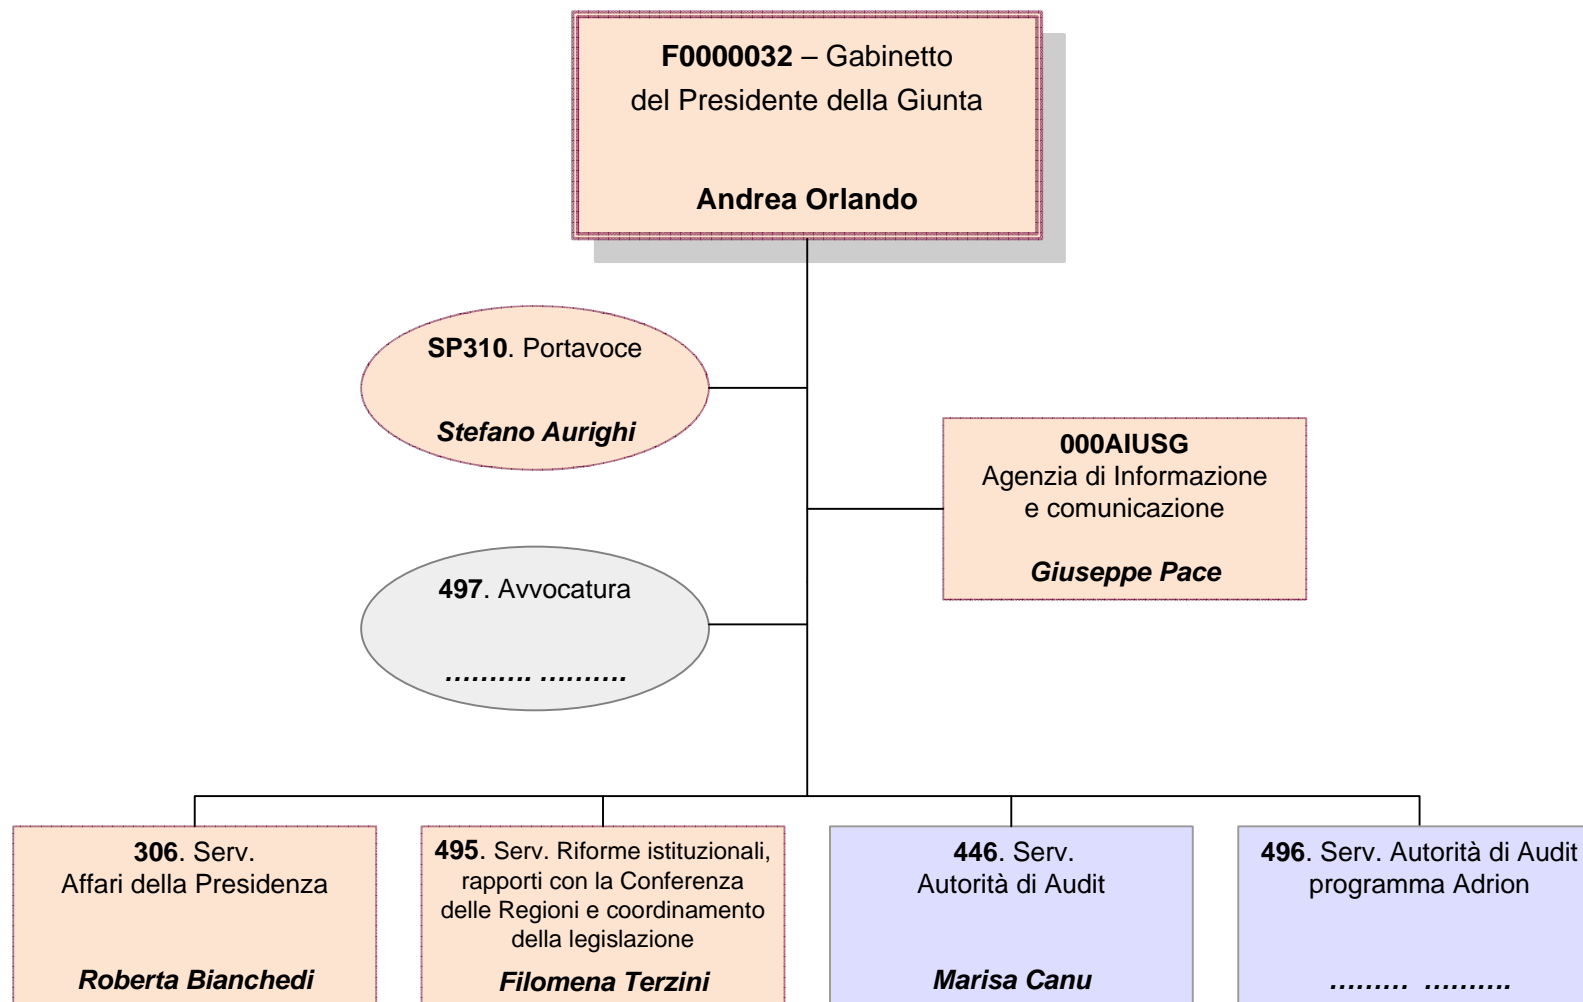 F0000032 – Gabinetto
del Presidente della Giunta
Andrea Orlando
SP310. Portavoce
Stefano Aurighi
000AIUSG
Agenzia di Informazione
e comunicazione
Giuseppe Pace
497. Avvocatura
………. ……….
306. Serv.
Affari della Presidenza
Roberta Bianchedi
495. Serv. Riforme istituzionali,
rapporti con la Conferenza
delle Regioni e coordinamento
della legislazione
Filomena Terzini
446. Serv.
Autorità di Audit
Marisa Canu
496. Serv. Autorità di Audit
programma Adrion
……… ……….